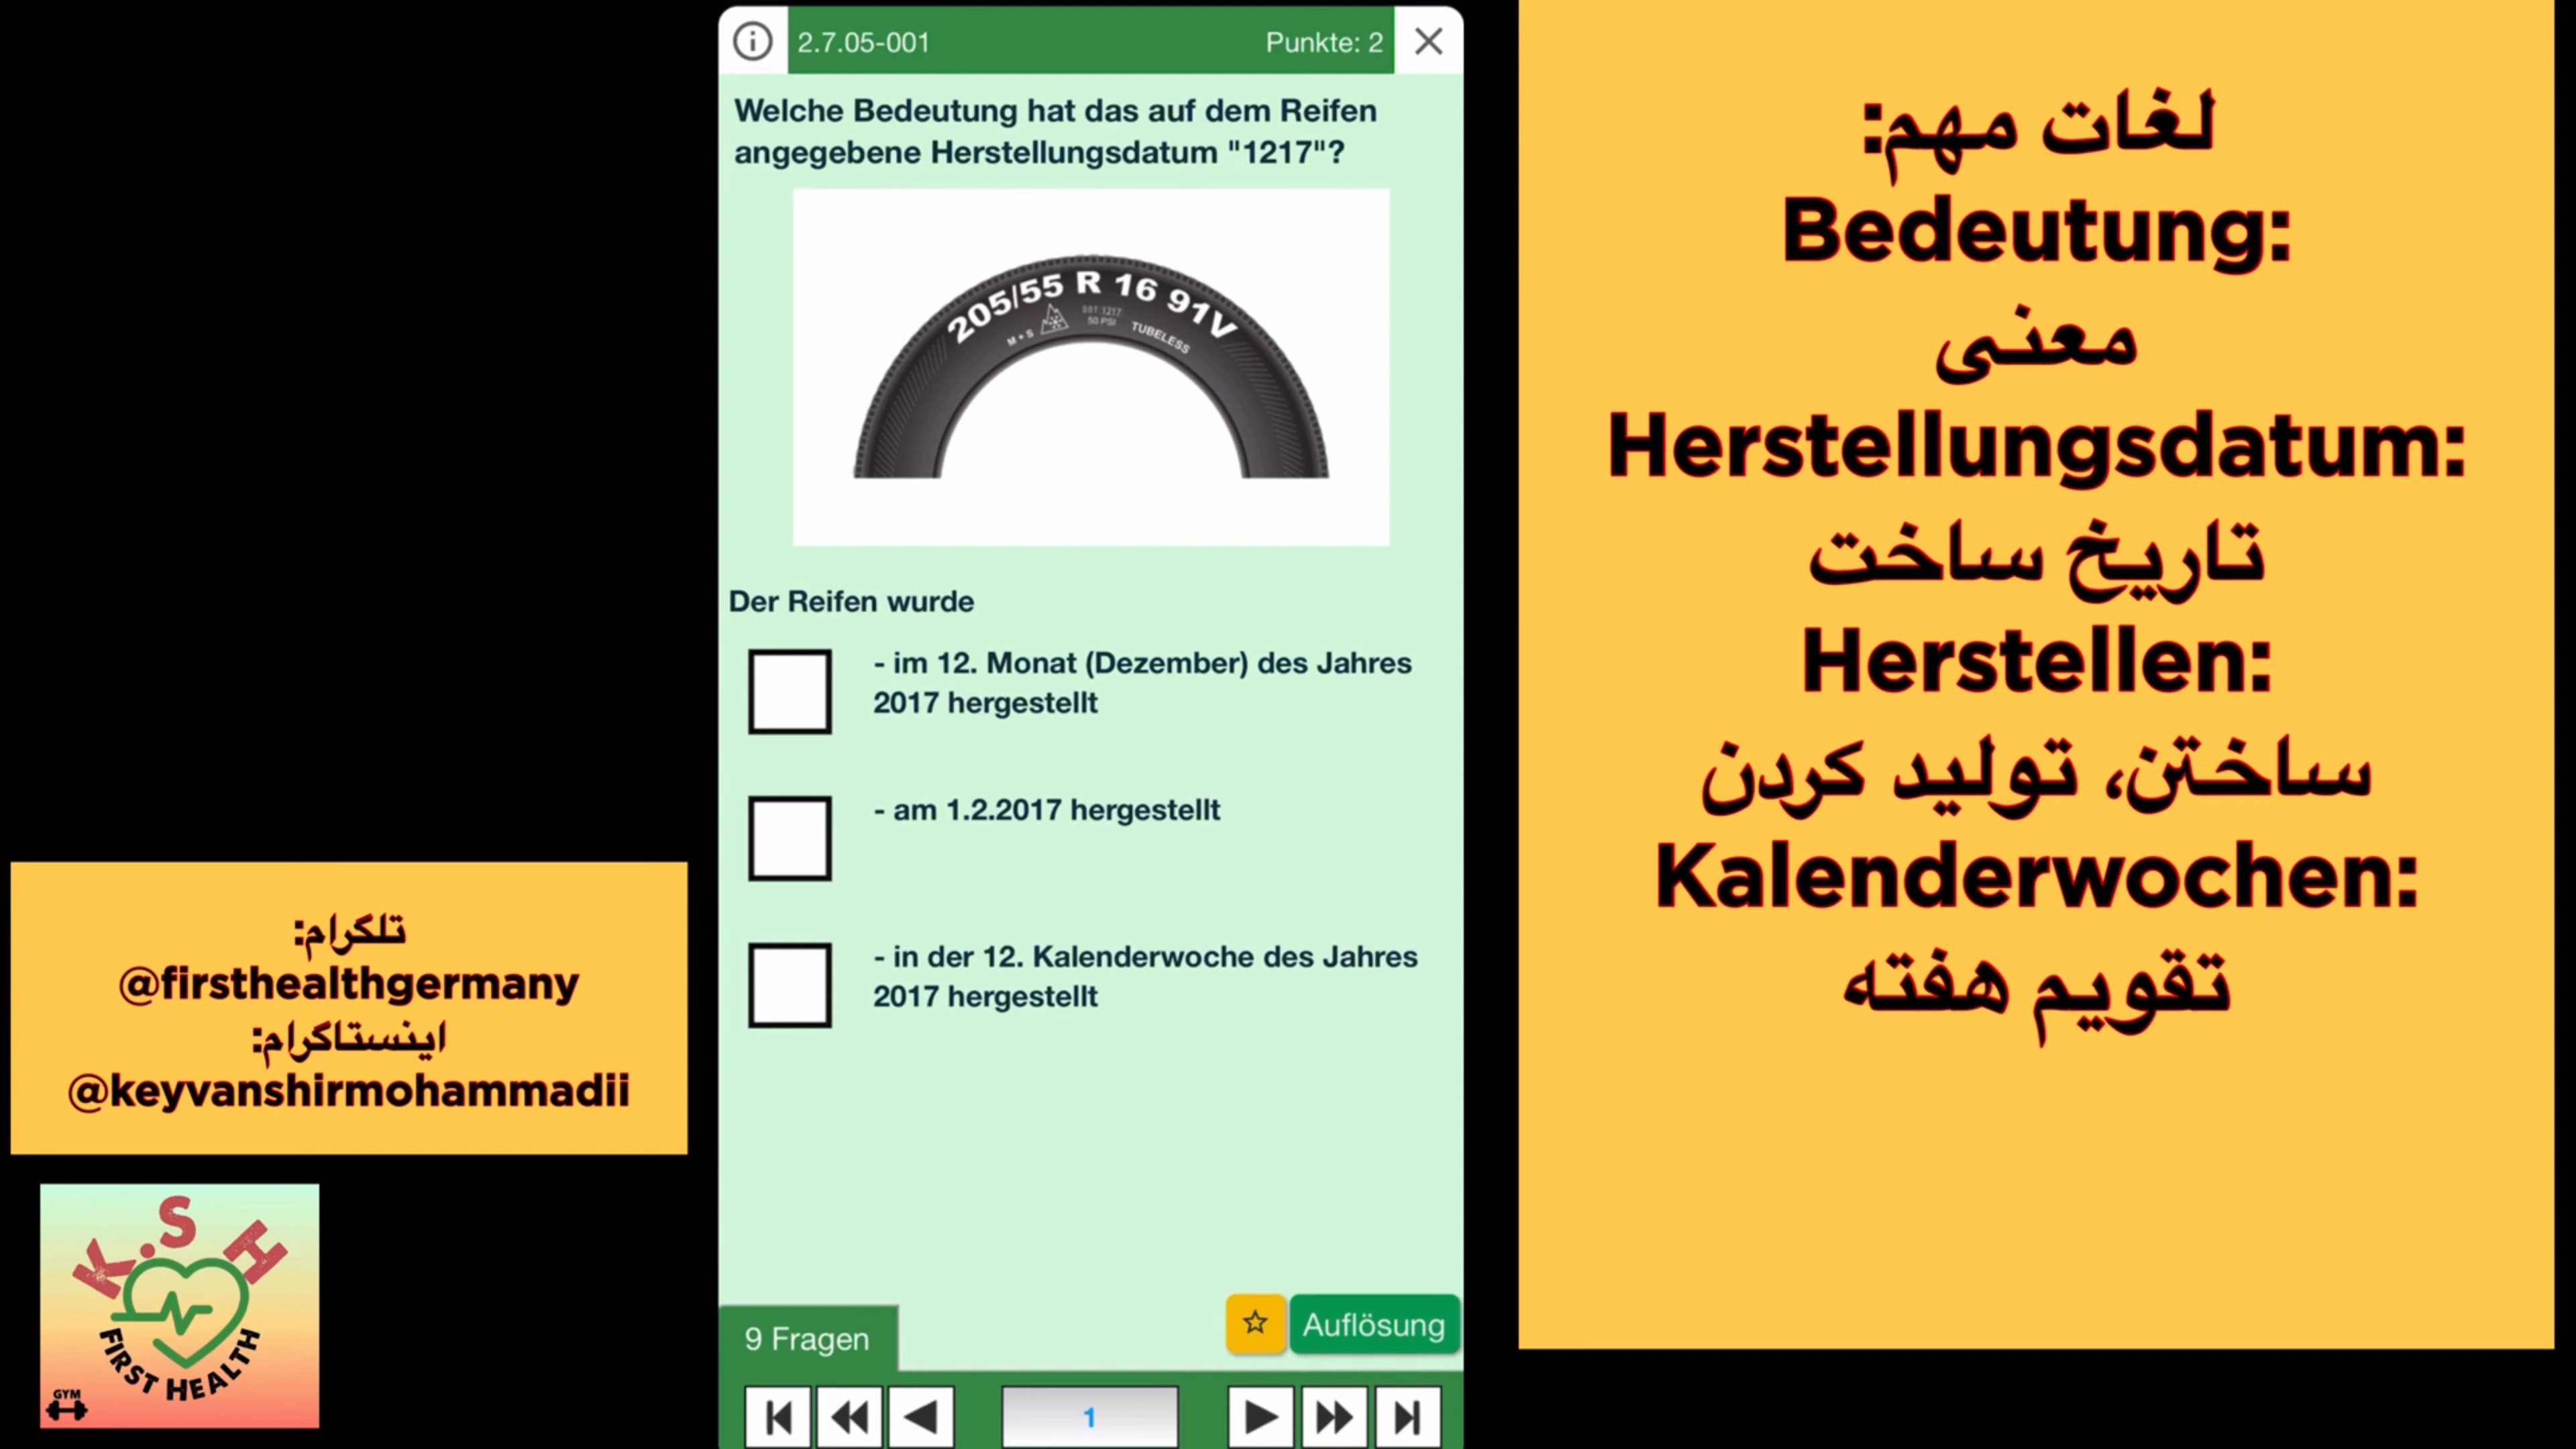 2.7.05-001
Punkte: 2
Welche Bedeutung hat das auf dem Reifen
angegebene Herstellungsdatum "1217"?
205/55 R 16 91V
M+S
DOT 1217
50 PSI
TUBELESS
Der Reifen wurde
- im 12. Monat (Dezember) des Jahres
2017 hergestellt
- am 1.2.2017 hergestellt
- in der 12. Kalenderwoche des Jahres
2017 hergestellt
9 Fragen
Auflösung
1
لغات مهم:
Bedeutung:
معنی
Herstellungsdatum:
تاریخ ساخت
Herstellen:
ساختن، تولید کردن
Kalenderwochen:
تقویم هفته
تلگرام:
@firsthealthgermany
اینستاگرام:
@keyvanshirmohammadii
K.SH
FIRST HEALTH
GYM